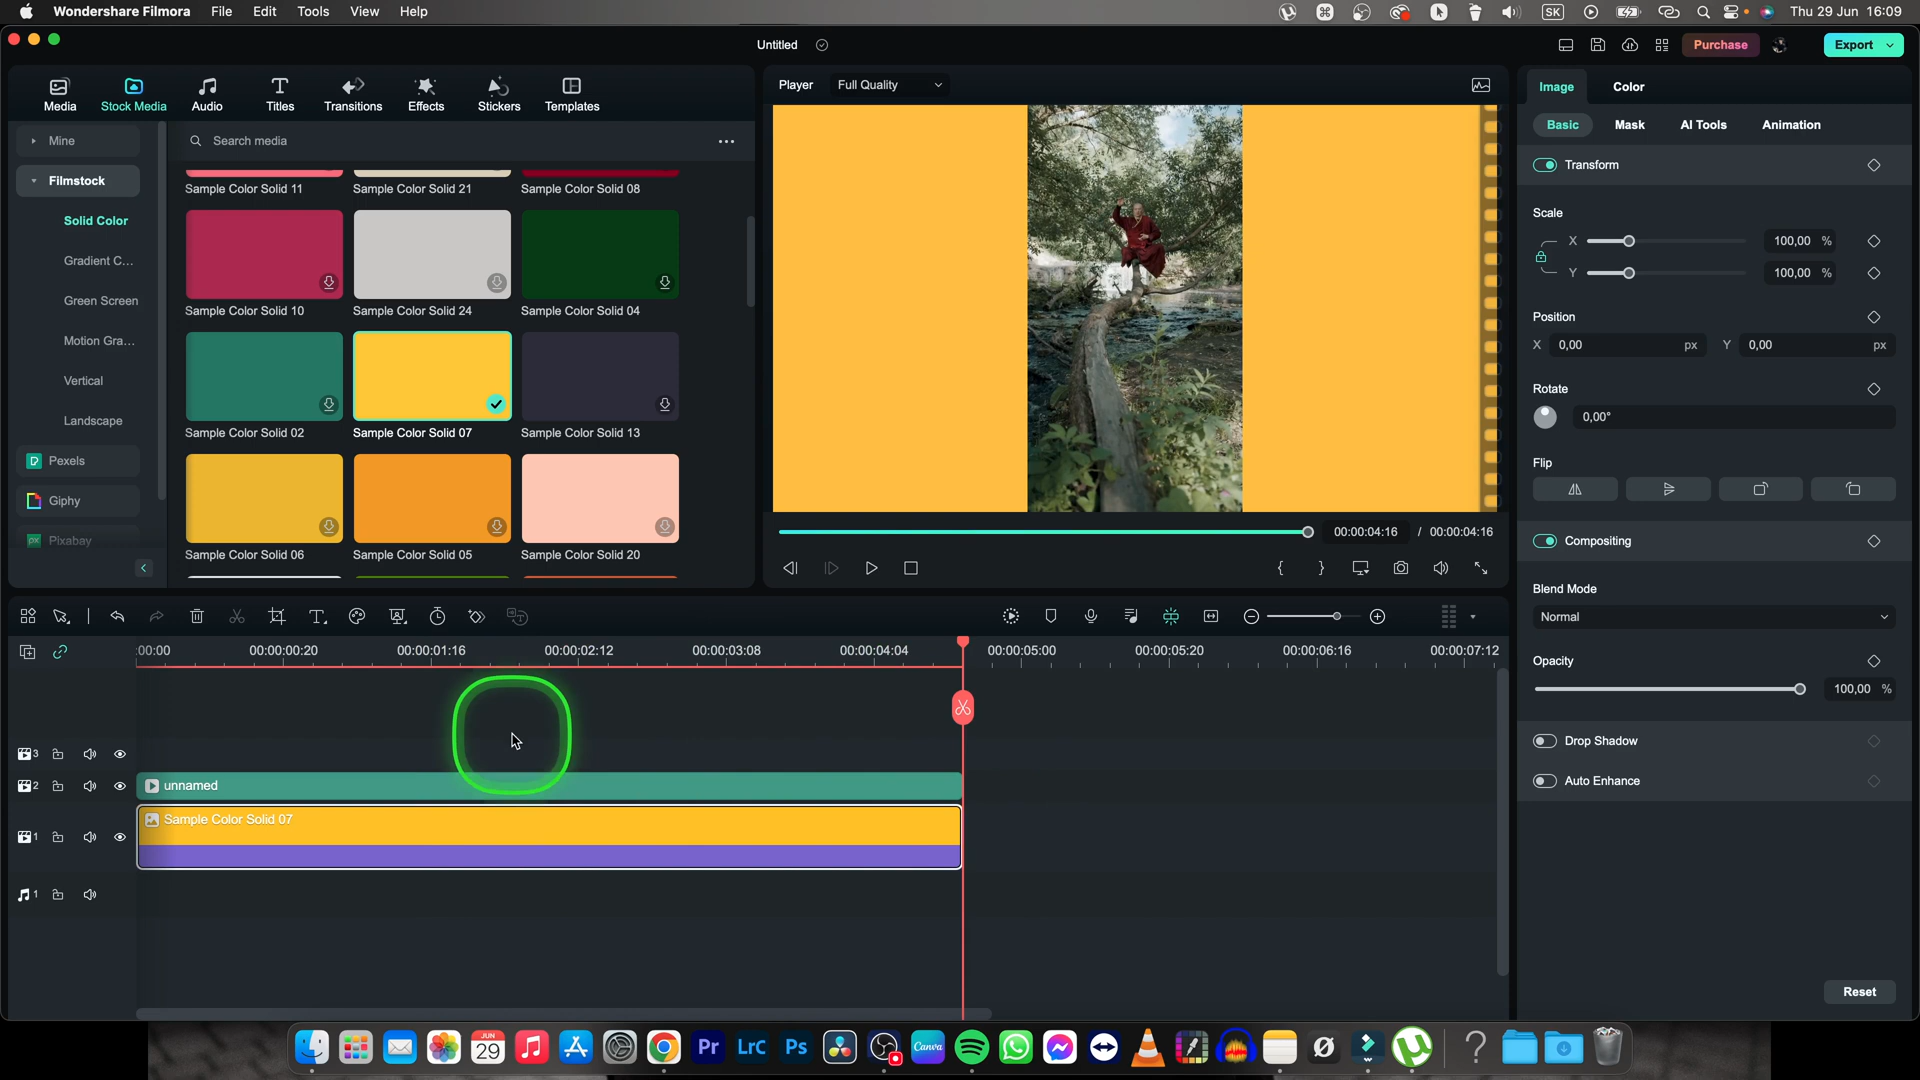 Wondershare Filmora File Edit Tools View Help SK Thu 29 Jun 16:09
Untitled Purchase Export
Media Stock Media Audio Titles Transitions Effects Stickers Templates
Player Full Quality
Image Color
Mine
Search media
Basic Mask AI Tools Animation
Filmstock
Solid Color
Gradient C...
Green Screen
Motion Gra...
Vertical
Landscape
Pexels
Giphy
Pixabay
Sample Color Solid 11 Sample Color Solid 21 Sample Color Solid 08
Sample Color Solid 10 Sample Color Solid 24 Sample Color Solid 04
Sample Color Solid 02 Sample Color Solid 07 Sample Color Solid 13
Sample Color Solid 06 Sample Color Solid 05 Sample Color Solid 20
00:00:04:16 / 00:00:04:16
Transform
Scale
X 100,00 %
Y 100,00 %
Position
X 0,00 px Y 0,00 px
Rotate
0,00°
Flip
Compositing
Blend Mode
Normal
Opacity
100,00 %
Drop Shadow
Auto Enhance
Reset
:00:00 00:00:00:20 00:00:01:16 00:00:02:12 00:00:03:08 00:00:04:04 00:00:05:00 00:00:05:20 00:00:06:16 00:00:07:12
3
2 unnamed
1 Sample Color Solid 07
1
JUN
29 Pr LrC Ps Canva